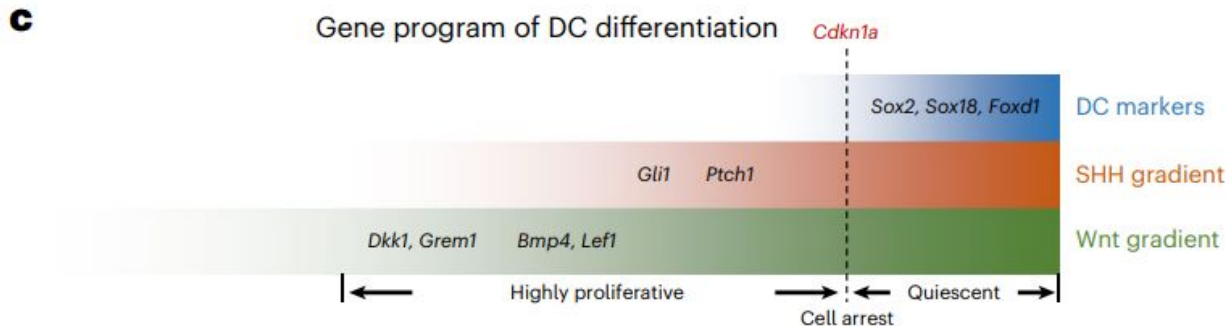 c
Gene program of DC differentiation
Cdkn1a
Sox2, Sox18, Foxd1
DC markers
Gli1
Ptch1
SHH gradient
Dkk1, Grem1
Bmp4, Lef1
Wnt gradient
Highly proliferative
Quiescent
Cell arrest